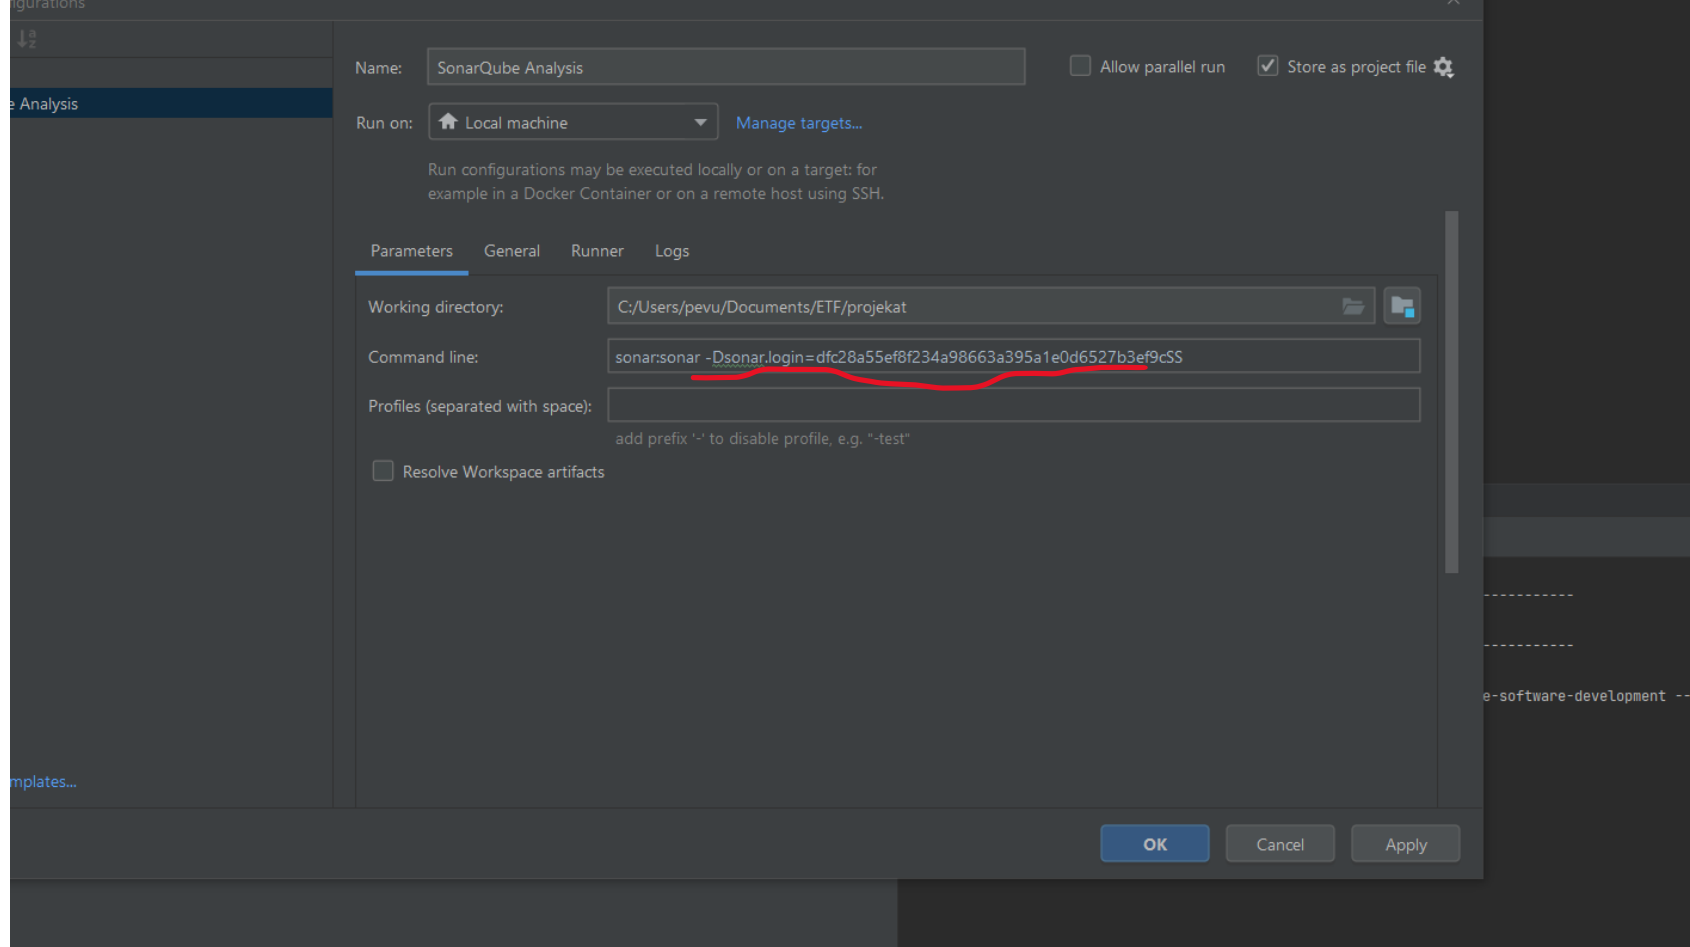 gurations
e Analysis
mplates...
Name: SonarQube Analysis
Allow parallel run
Store as project file
Run on: Local machine
Manage targets...
Run configurations may be executed locally or on a target: for
example in a Docker Container or on a remote host using SSH.
Parameters General Runner Logs
Working directory: C:/Users/pevu/Documents/ETF/projekat
Command line: sonar:sonar -Dsonar.login=dfc28a55ef8f234a98663a395a1e0d6527b3ef9cSS
Profiles (separated with space):
add prefix '-' to disable profile, e.g. "-test"
Resolve Workspace artifacts
OK Cancel Apply
-----------
-----------
e-software-development --